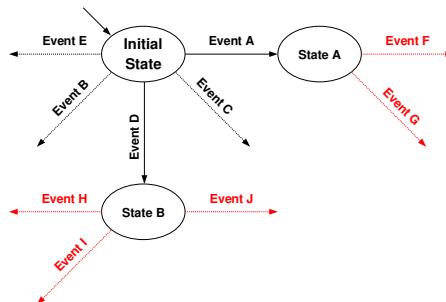 Event E
Initial
State
Event A
State A
Event F
Event B
Event C
Event G
Event D
Event H
State B
Event J
Event I